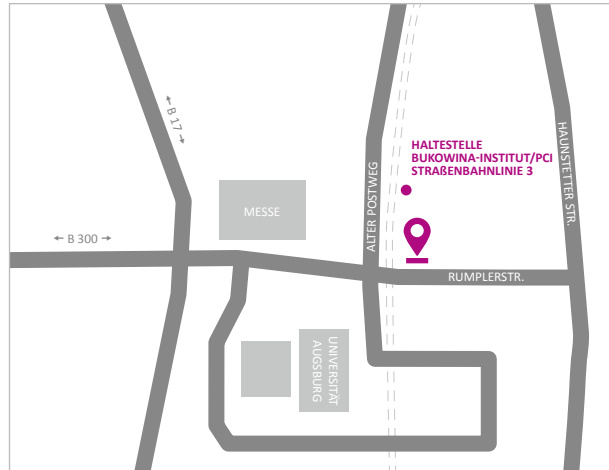 ← B 17 →
HALTESTELLE
BUKOWINA-INSTITUT/PCI
STRAßENBAHNLINIE 3
HAUNSTETTER STR.
ALTER POSTWEG
MESSE
← B 300 →
RUMPLERSTR.
UNIVERSITÄT
AUGSBURG